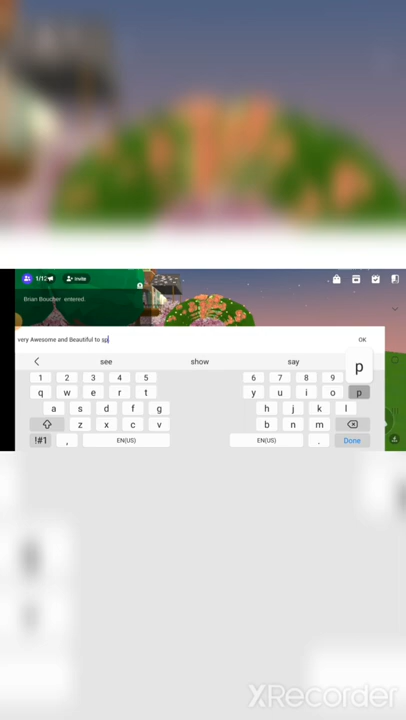 1/12
Invite
Brian Boucher entered.
very Awesome and Beautiful to sp
OK
see show say
p
1 2 3 4 5 6 7 8 9
q w e r t y u i o p
a s d f g h j k l
z x c v b n m
!#1 , EN(US) EN(US) . Done
XRecorder